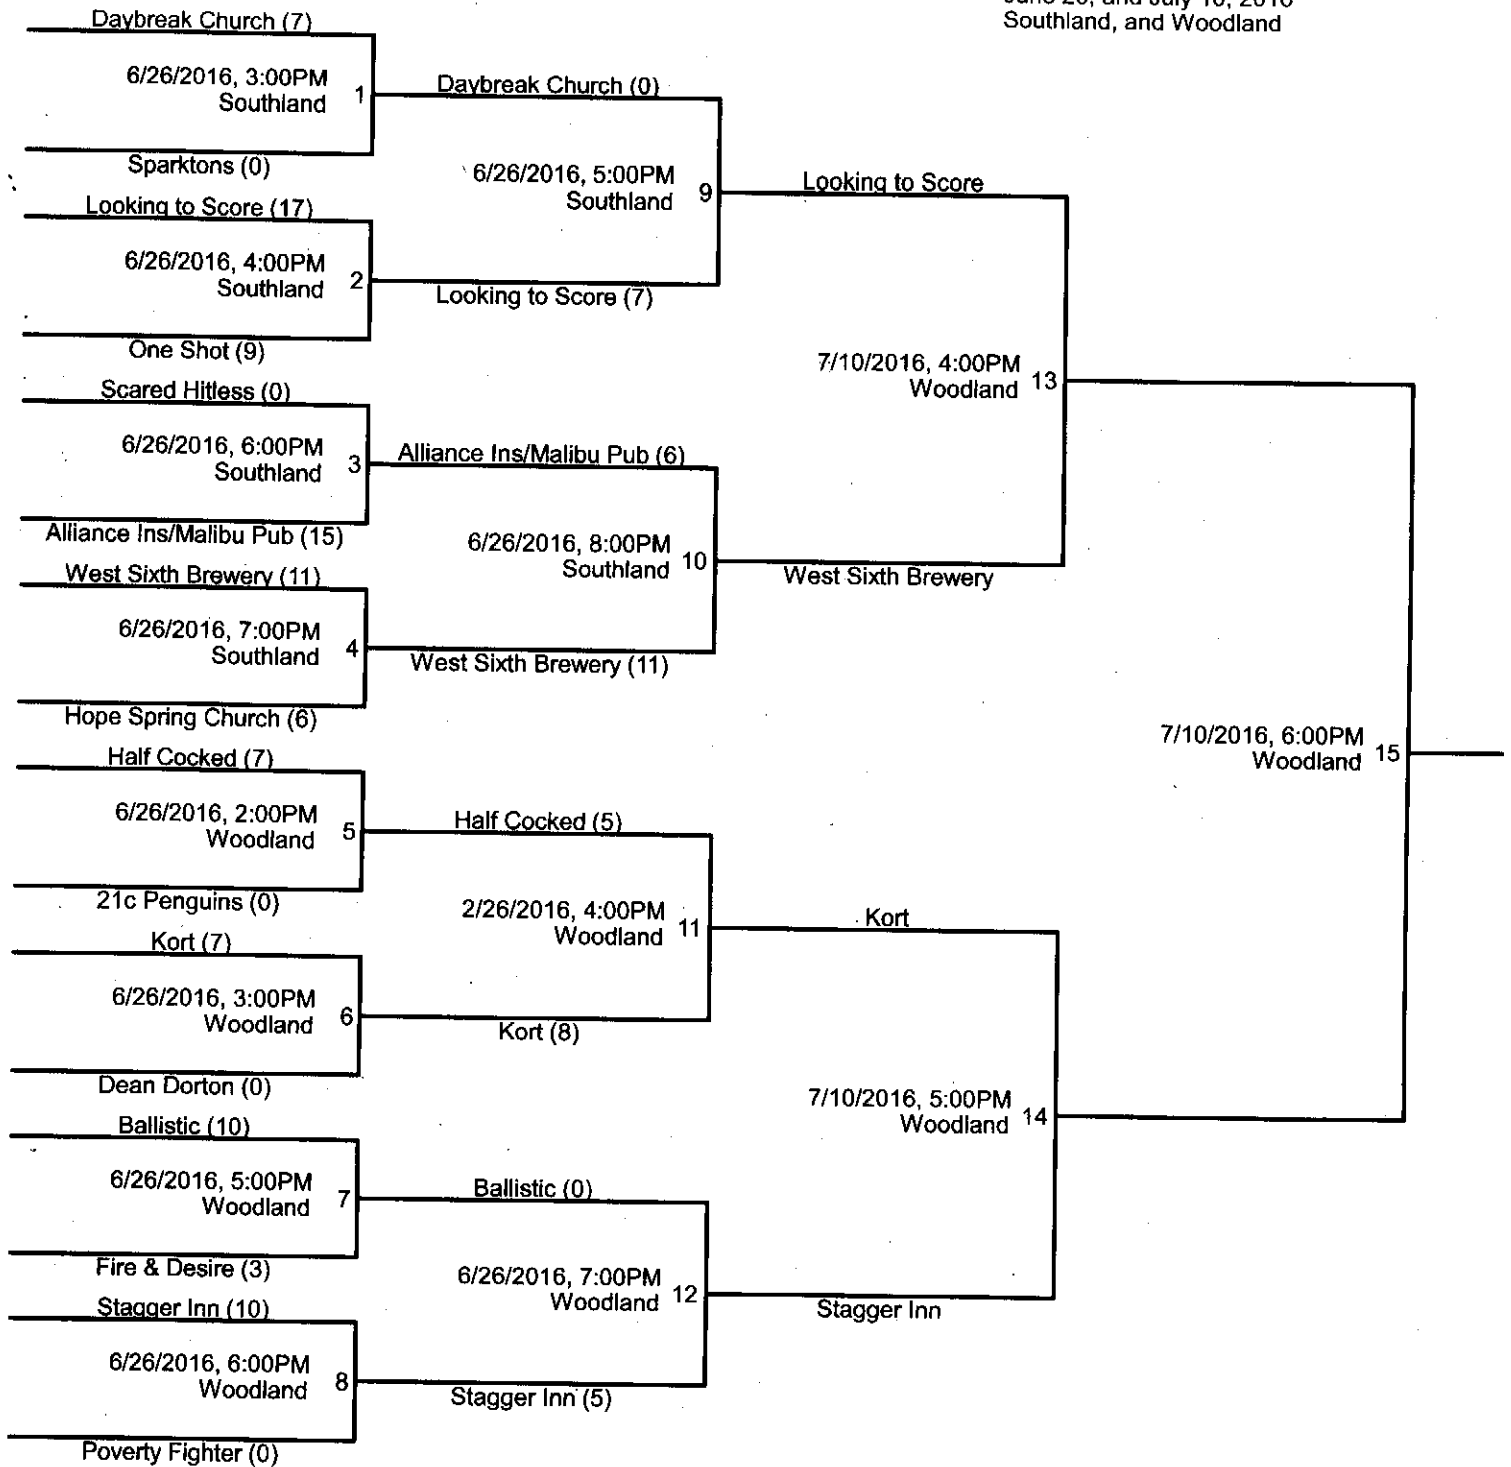 June 26, and July 10, 2016
Southland, and Woodland
Daybreak Church (7)
6/26/2016, 3:00PM
Southland
1
Sparktons (0)
Looking to Score (17)
6/26/2016, 4:00PM
Southland
2
One Shot (9)
Scared Hitless (0)
6/26/2016, 6:00PM
Southland
3
Alliance Ins/Malibu Pub (15)
West Sixth Brewery (11)
6/26/2016, 7:00PM
Southland
4
Hope Spring Church (6)
Half Cocked (7)
6/26/2016, 2:00PM
Woodland
5
21c Penguins (0)
Kort (7)
6/26/2016, 3:00PM
Woodland
6
Dean Dorton (0)
Ballistic (10)
6/26/2016, 5:00PM
Woodland
7
Fire & Desire (3)
Stagger Inn (10)
6/26/2016, 6:00PM
Woodland
8
Poverty Fighter (0)
Daybreak Church (0)
6/26/2016, 5:00PM
Southland
9
Looking to Score (7)
Alliance Ins/Malibu Pub (6)
6/26/2016, 8:00PM
Southland
10
West Sixth Brewery (11)
Half Cocked (5)
2/26/2016, 4:00PM
Woodland
11
Kort (8)
Ballistic (0)
6/26/2016, 7:00PM
Woodland
12
Stagger Inn (5)
Looking to Score
7/10/2016, 4:00PM
Woodland
13
West Sixth Brewery
Kort
7/10/2016, 5:00PM
Woodland
14
Stagger Inn
7/10/2016, 6:00PM
Woodland
15